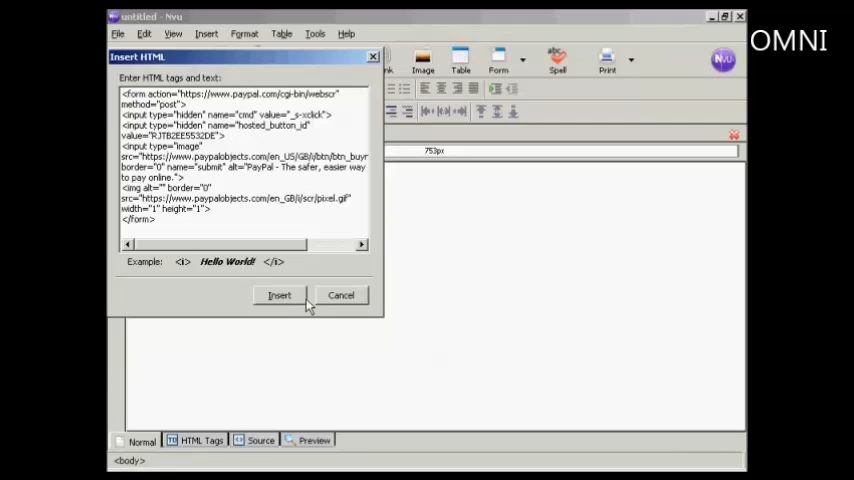 untitled - Nvu
OMNI
File Edit View Insert Format Table Tools Help
Insert HTML
Image Table Form Spell Print
Enter HTML tags and text:
<form action="https://www.paypal.com/cgi-bin/webscr"
method="post">
<input type="hidden" name="cmd" value="_s-xclick">
<input type="hidden" name="hosted_button_id"
value="RJTB2EE5532DE">
<input type="image"
src="https://www.paypalobjects.com/en_US/GB/i/btn/btn_buyn
border="0" name="submit" alt="PayPal - The safer, easier way
to pay online.">
<img alt="" border="0"
src="https://www.paypalobjects.com/en_GB/i/scr/pixel.gif"
width="1" height="1">
</form>
753px
Example: <i> Hello World! </i>
Insert Cancel
Normal HTML Tags Source Preview
<body>